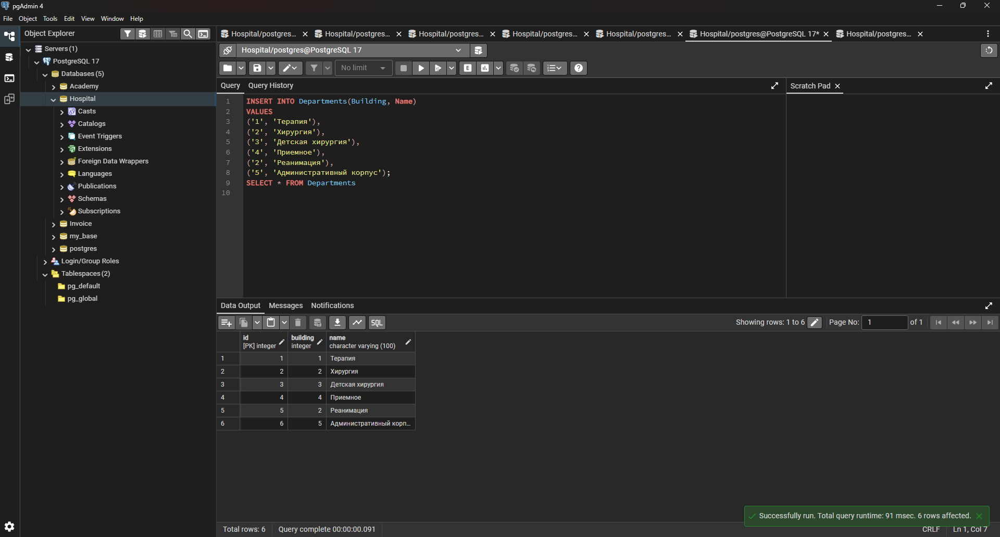 pgAdmin 4
File Object Tools Edit View Window Help
Object Explorer
Servers (1)
PostgreSQL 17
Databases (5)
Academy
Hospital
Casts
Catalogs
Event Triggers
Extensions
Foreign Data Wrappers
Languages
Publications
Schemas
Subscriptions
Invoice
my_base
postgres
Login/Group Roles
Tablespaces (2)
pg_default
pg_global
Hospital/postgres... Hospital/postgres... Hospital/postgres... Hospital/postgres... Hospital/postgres... Hospital/postgres@PostgreSQL 17* Hospital/postgres...
Hospital/postgres@PostgreSQL 17
No limit
E
Query Query History
Scratch Pad
1 INSERT INTO Departments(Building, Name)
2 VALUES
3 ('1', 'Терапия'),
4 ('2', 'Хирургия'),
5 ('3', 'Детская хирургия'),
6 ('4', 'Приемное'),
7 ('2', 'Реанимация'),
8 ('5', 'Административный корпус');
9 SELECT * FROM Departments
10
Data Output Messages Notifications
SQL
Showing rows: 1 to 6 Page No: 1 of 1
id building name
[PK] integer integer character varying (100)
1 1 1 Терапия
2 2 2 Хирургия
3 3 3 Детская хирургия
4 4 4 Приемное
5 5 2 Реанимация
6 6 5 Административный корп...
Successfully run. Total query runtime: 91 msec. 6 rows affected.
Total rows: 6 Query complete 00:00:00.091 CRLF Ln 1, Col 7